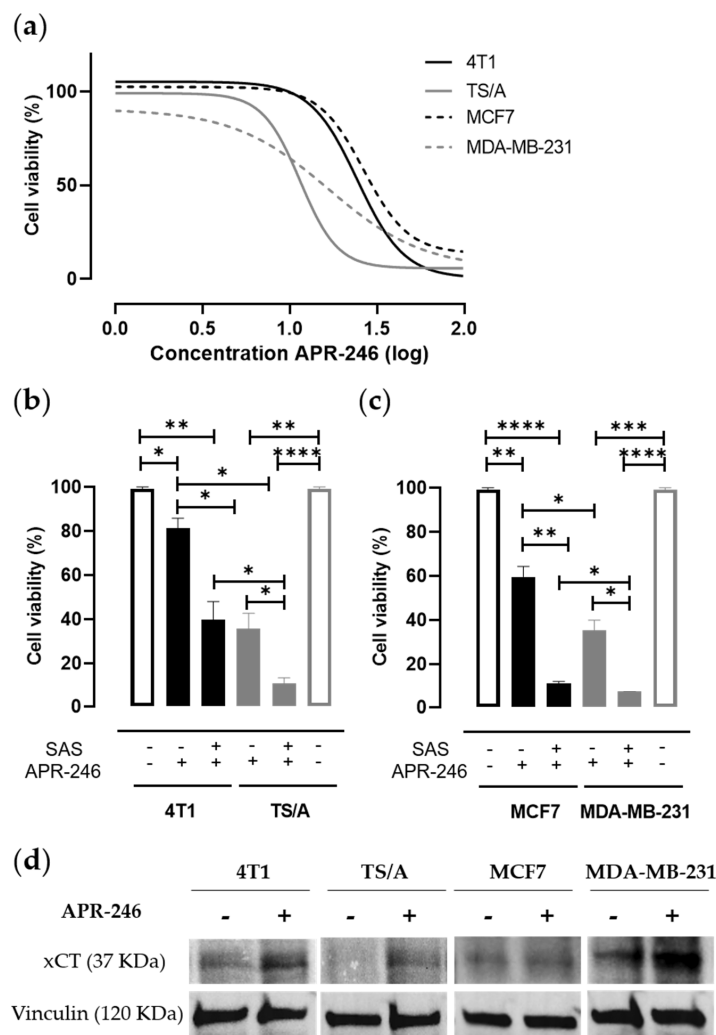 (a)
4T1
TS/A
MCF7
MDA-MB-231
Cell viability (%)
100
50
0
0.0 0.5 1.0 1.5 2.0
Concentration APR-246 (log)
(b)
** **
* ****
*
*
*
*
Cell viability (%)
100
80
60
40
20
0
SAS - - + - + -
APR-246 - + + + + -
4T1 TS/A
(c)
**** ***
** ****
*
**
*
*
Cell viability (%)
100
80
60
40
20
0
SAS - - + - + -
APR-246 - + + + + -
MCF7 MDA-MB-231
(d)
4T1 TS/A MCF7 MDA-MB-231
APR-246 - + - + - + - +
xCT (37 KDa)
Vinculin (120 KDa)